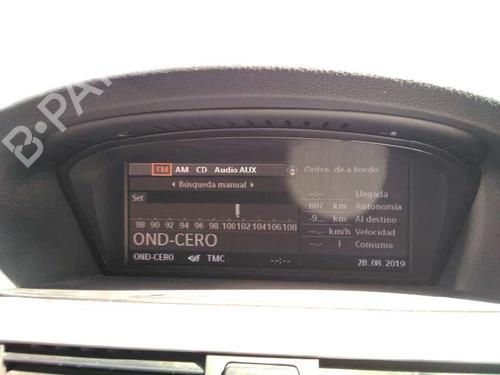 B-PARTS
FM AM CD Audio AUX
Búsqueda manual
Set
88 90 92 94 96 98 100 102 104 106 108
OND-CERO
OND-CERO TMC --:--
Orden. de a bordo
--:-- Llegada
607 km Autonomía
-9... km Al destino
---.- km/h Velocidad
---.- l Consumo
28.08.2019